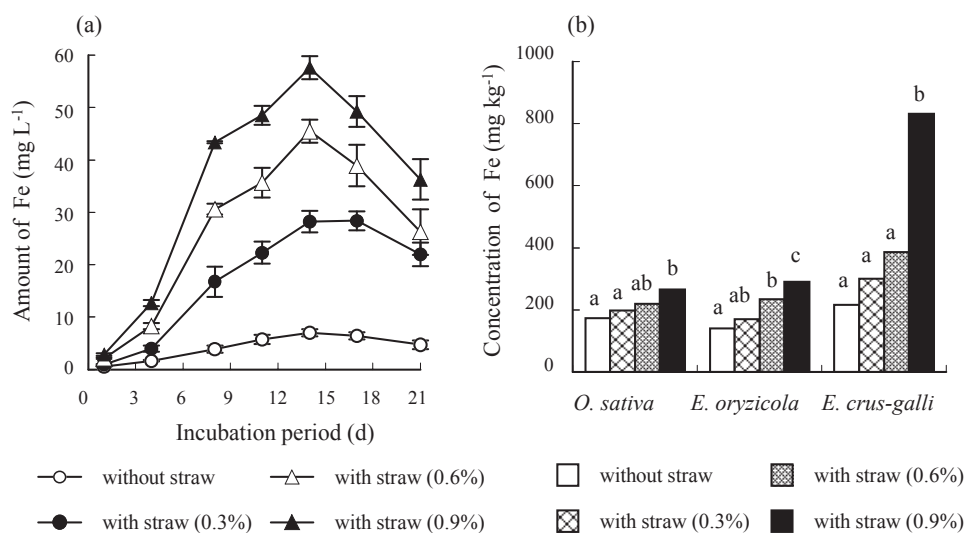 (a)
Amount of Fe (mg L⁻¹)
60
50
40
30
20
10
0
0 3 6 9 12 15 18 21
Incubation period (d)
without straw
with straw (0.6%)
with straw (0.3%)
with straw (0.9%)
(b)
Concentration of Fe (mg kg⁻¹)
1000
800
600
400
200
0
a a ab b
a ab b c
a a a b
O. sativa E. oryzicola E. crus-galli
without straw
with straw (0.6%)
with straw (0.3%)
with straw (0.9%)